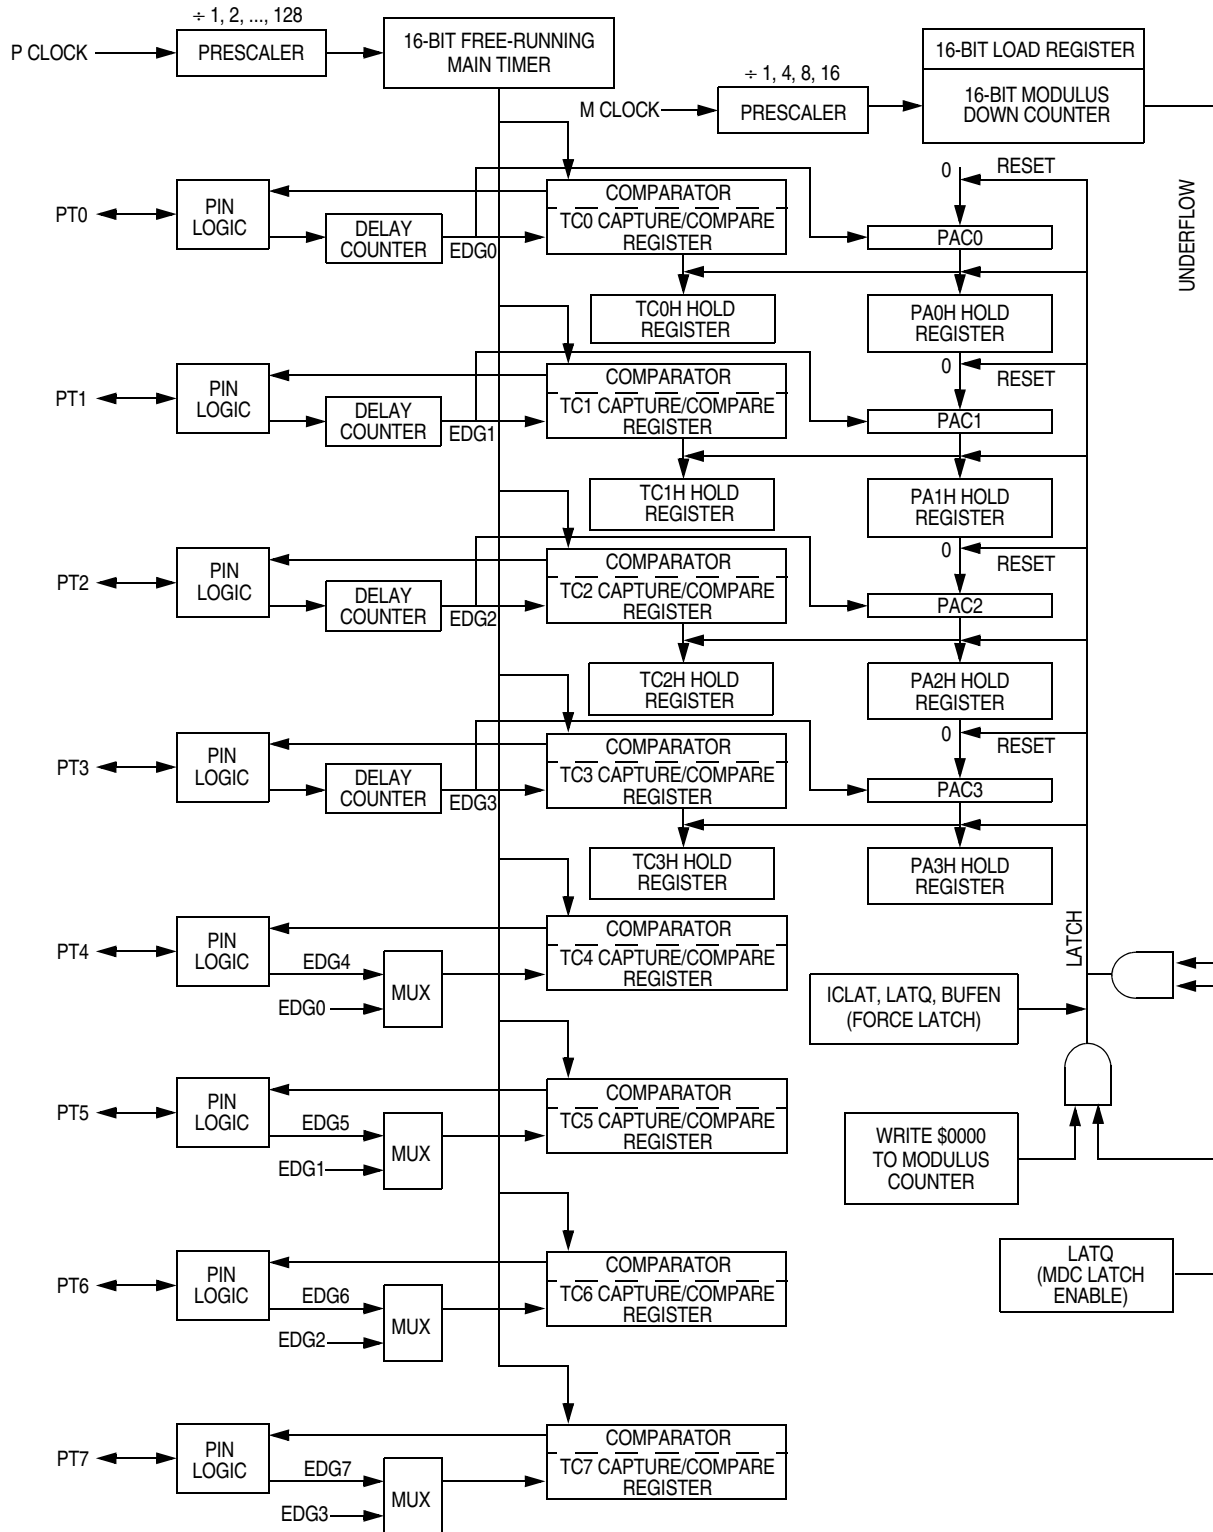 ÷ 1, 2, ..., 128
P CLOCK
PRESCALER
16-BIT FREE-RUNNING
MAIN TIMER
16-BIT LOAD REGISTER
÷ 1, 4, 8, 16
M CLOCK
PRESCALER
16-BIT MODULUS
DOWN COUNTER
UNDERFLOW
0
RESET
PT0
PIN
LOGIC
DELAY
COUNTER
EDG0
COMPARATOR
TC0 CAPTURE/COMPARE
REGISTER
PAC0
TC0H HOLD
REGISTER
PA0H HOLD
REGISTER
0
RESET
PT1
PIN
LOGIC
DELAY
COUNTER
EDG1
COMPARATOR
TC1 CAPTURE/COMPARE
REGISTER
PAC1
TC1H HOLD
REGISTER
PA1H HOLD
REGISTER
0
RESET
PT2
PIN
LOGIC
DELAY
COUNTER
EDG2
COMPARATOR
TC2 CAPTURE/COMPARE
REGISTER
PAC2
TC2H HOLD
REGISTER
PA2H HOLD
REGISTER
0
RESET
PT3
PIN
LOGIC
DELAY
COUNTER
EDG3
COMPARATOR
TC3 CAPTURE/COMPARE
REGISTER
PAC3
TC3H HOLD
REGISTER
PA3H HOLD
REGISTER
LATCH
PT4
PIN
LOGIC
EDG4
EDG0
MUX
COMPARATOR
TC4 CAPTURE/COMPARE
REGISTER
ICLAT, LATQ, BUFEN
(FORCE LATCH)
PT5
PIN
LOGIC
EDG5
EDG1
MUX
COMPARATOR
TC5 CAPTURE/COMPARE
REGISTER
WRITE $0000
TO MODULUS
COUNTER
PT6
PIN
LOGIC
EDG6
EDG2
MUX
COMPARATOR
TC6 CAPTURE/COMPARE
REGISTER
LATQ
(MDC LATCH
ENABLE)
PT7
PIN
LOGIC
EDG7
EDG3
MUX
COMPARATOR
TC7 CAPTURE/COMPARE
REGISTER